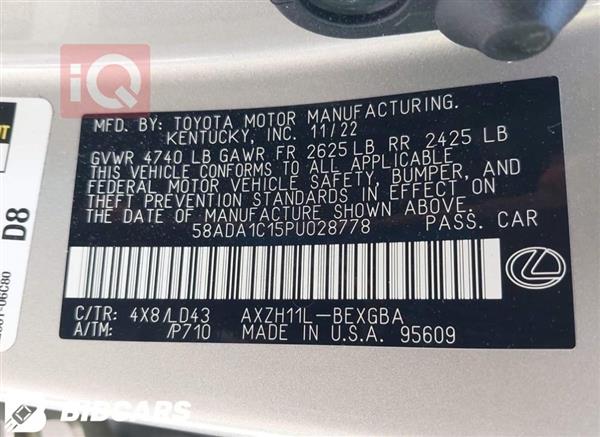 iQ
MFD. BY: TOYOTA MOTOR MANUFACTURING.
KENTUCKY, INC. 11/22
GVWR 4740 LB GAWR FR 2625 LB RR 2425 LB
THIS VEHICLE CONFORMS TO ALL APPLICABLE
FEDERAL MOTOR VEHICLE SAFETY, BUMPER, AND
THEFT PREVENTION STANDARDS IN EFFECT ON
THE DATE OF MANUFACTURE SHOWN ABOVE.
58ADA1C15PU028778 PASS. CAR
C/TR: 4X8/LD43 AXZH11L-BEXGBA
A/TM: /P710 MADE IN U.S.A. 95609
D8
BIDCARS